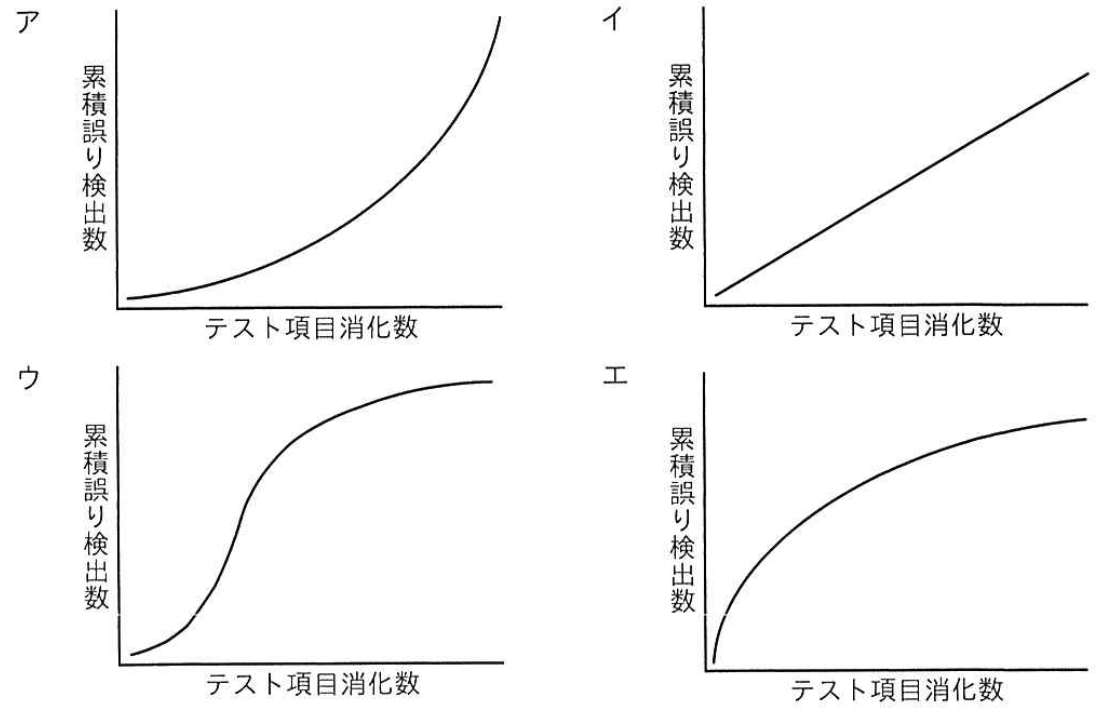 ア
累積誤り検出数
テスト項目消化数
イ
累積誤り検出数
テスト項目消化数
ウ
累積誤り検出数
テスト項目消化数
エ
累積誤り検出数
テスト項目消化数